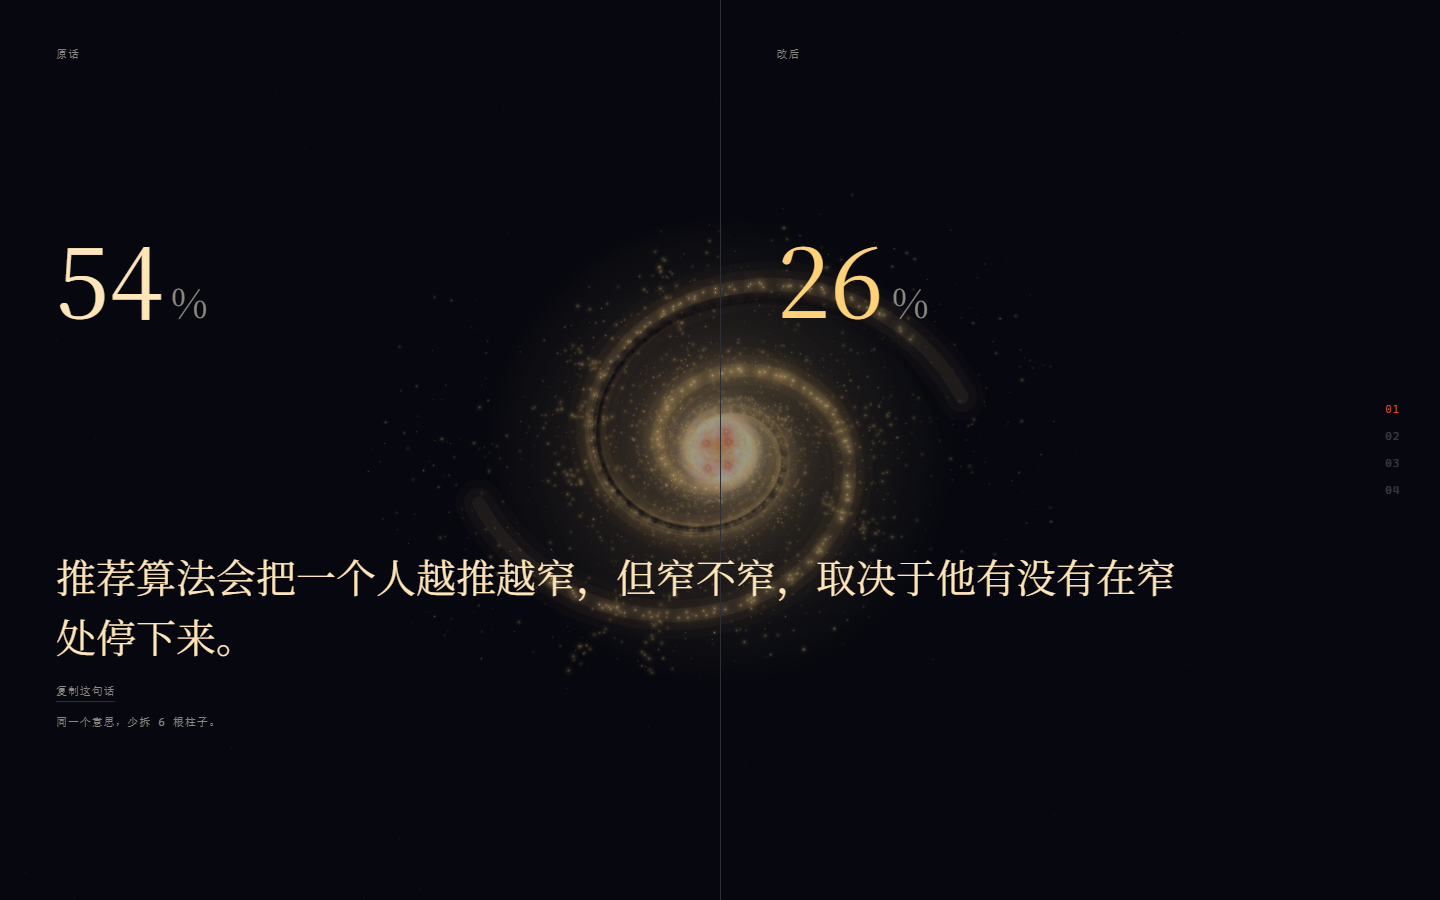 原话
改后
54 %
26 %
01
02
03
04
推荐算法会把一个人越推越窄，但窄不窄，取决于他有没有在窄
处停下来。
复制这句话
同一个意思，少拆 6 根柱子。